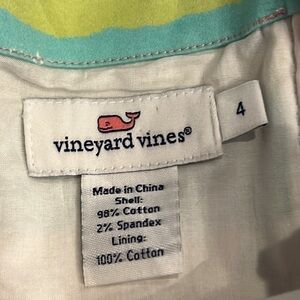 vineyard vines®
4
Made in China
Shell:
98% Cotton
2% Spandex
Lining:
100% Cotton